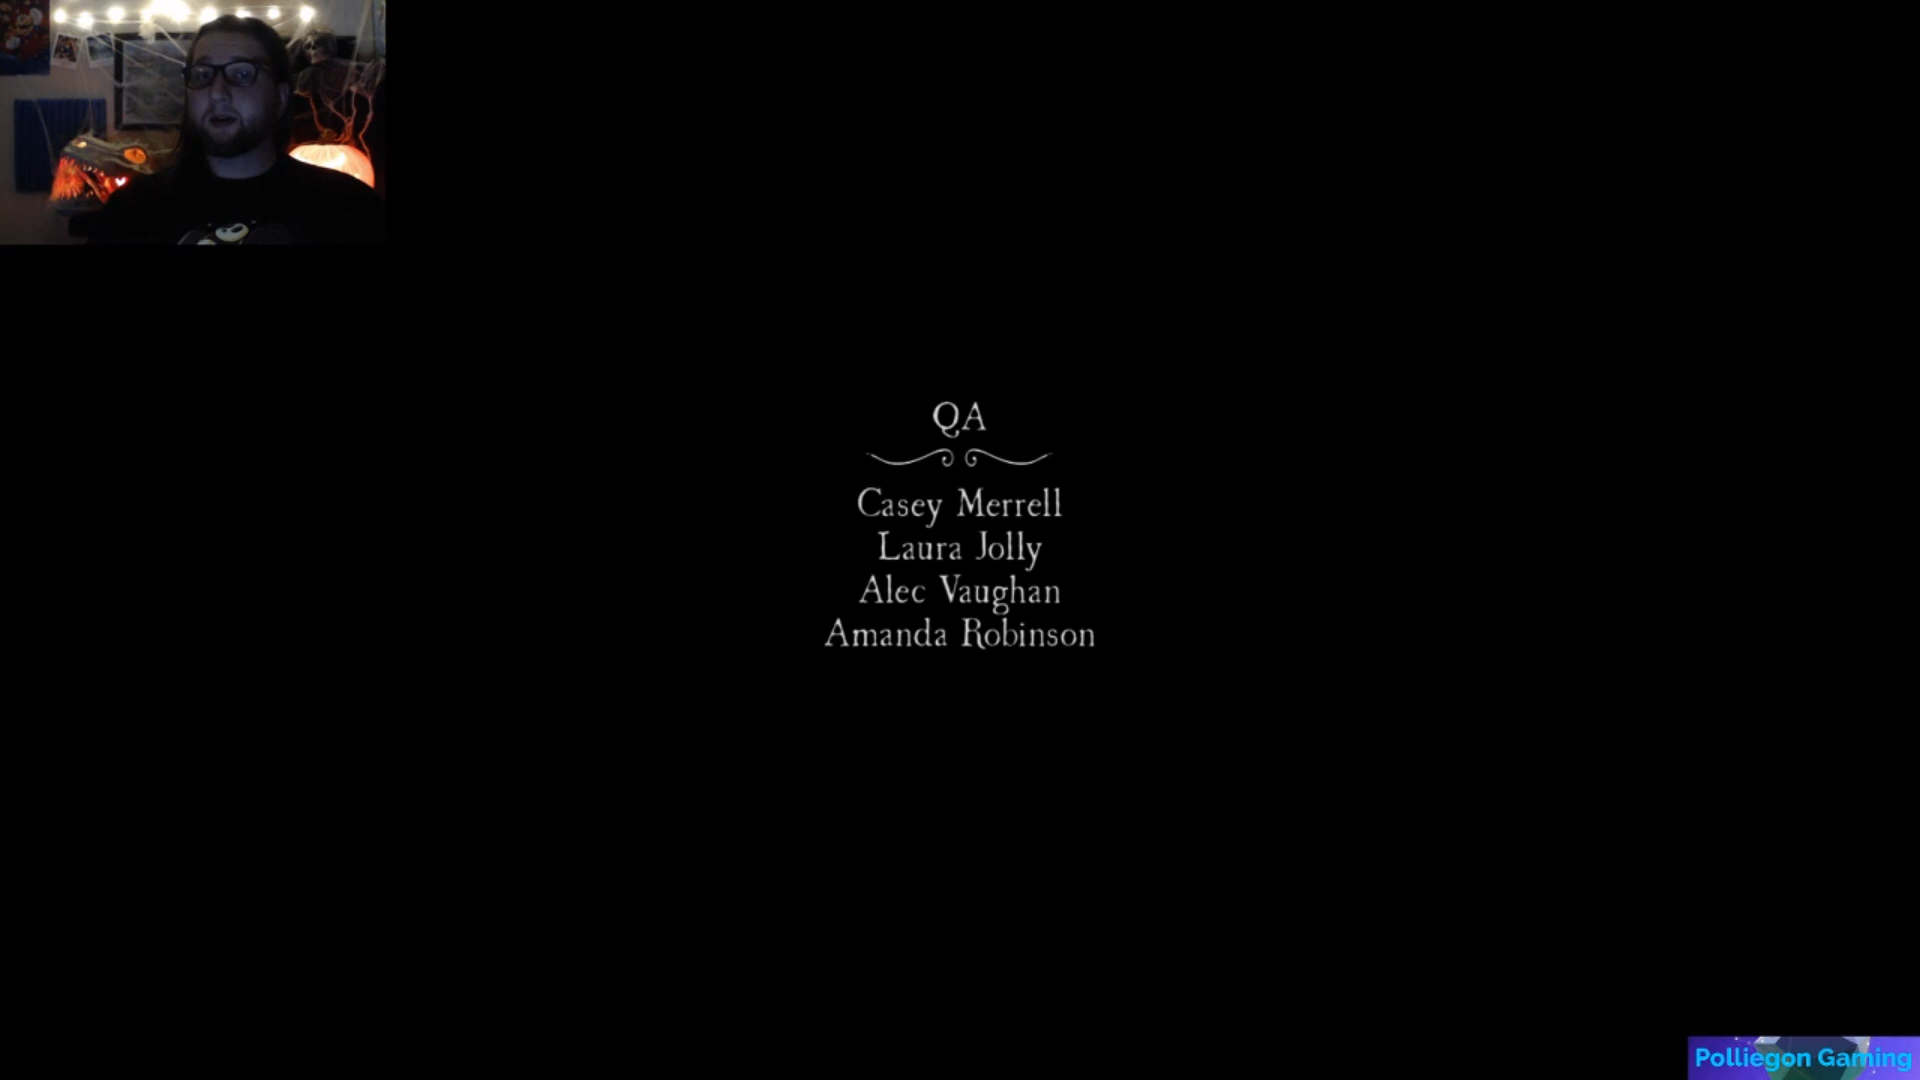 QA
Casey Merrell
Laura Jolly
Alec Vaughan
Amanda Robinson
Polliegon Gaming